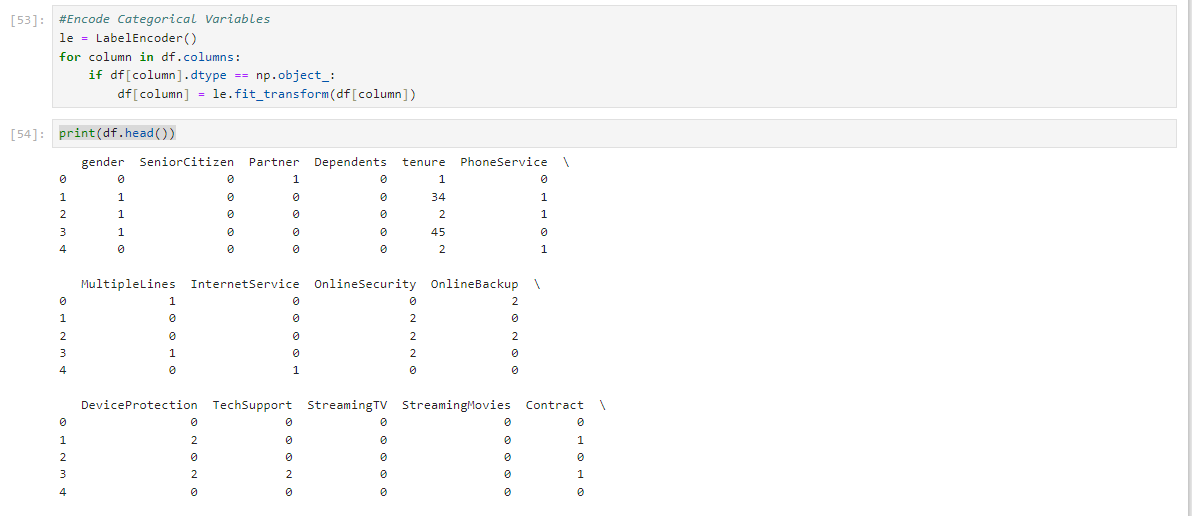 [53]: #Encode Categorical Variables
le = LabelEncoder()
for column in df.columns:
    if df[column].dtype == np.object_:
        df[column] = le.fit_transform(df[column])
[54]: print(df.head())
   gender  SeniorCitizen  Partner  Dependents  tenure  PhoneService  \
0       0              0        1           0       1             0
1       1              0        0           0      34             1
2       1              0        0           0       2             1
3       1              0        0           0      45             0
4       0              0        0           0       2             1
   MultipleLines  InternetService  OnlineSecurity  OnlineBackup  \
0              1                0               0             2
1              0                0               2             0
2              0                0               2             2
3              1                0               2             0
4              0                1               0             0
   DeviceProtection  TechSupport  StreamingTV  StreamingMovies  Contract  \
0                 0            0            0                0         0
1                 2            0            0                0         1
2                 0            0            0                0         0
3                 2            2            0                0         1
4                 0            0            0                0         0